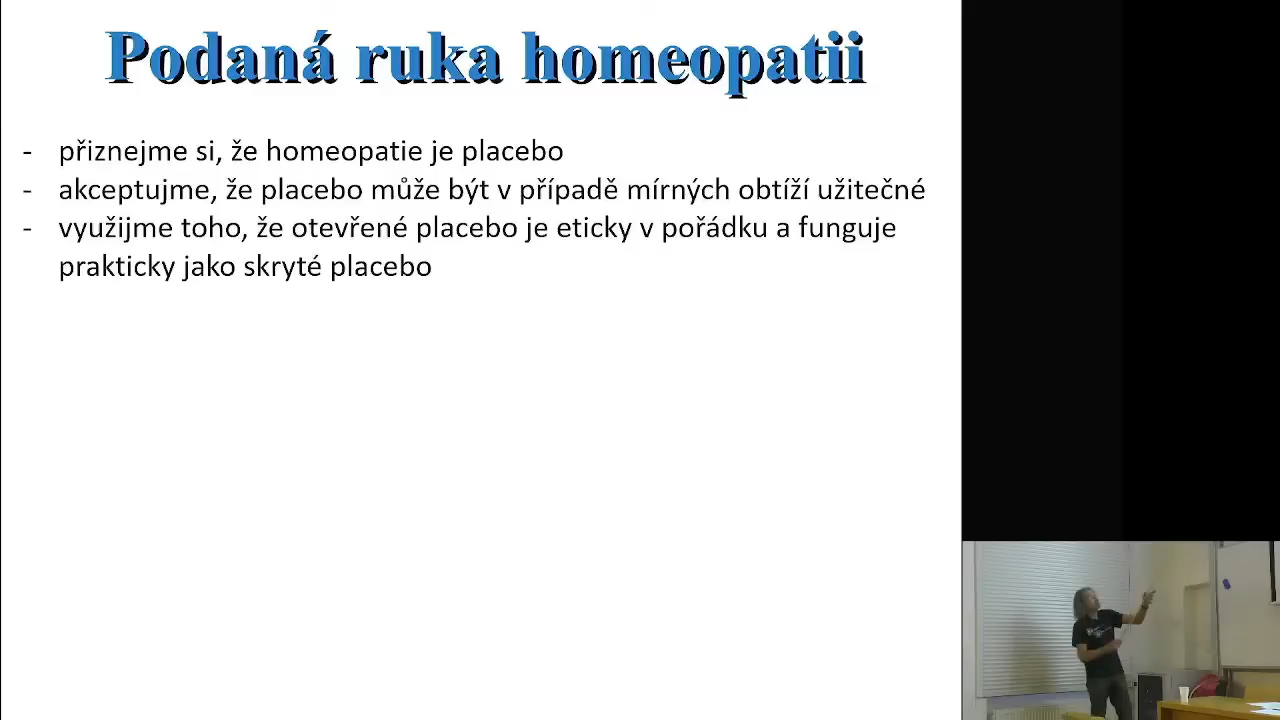 Podaná ruka homeopatii
- přiznejme si, že homeopatie je placebo
- akceptujme, že placebo může být v případě mírných obtíží užitečné
- využijme toho, že otevřené placebo je eticky v pořádku a funguje
prakticky jako skryté placebo